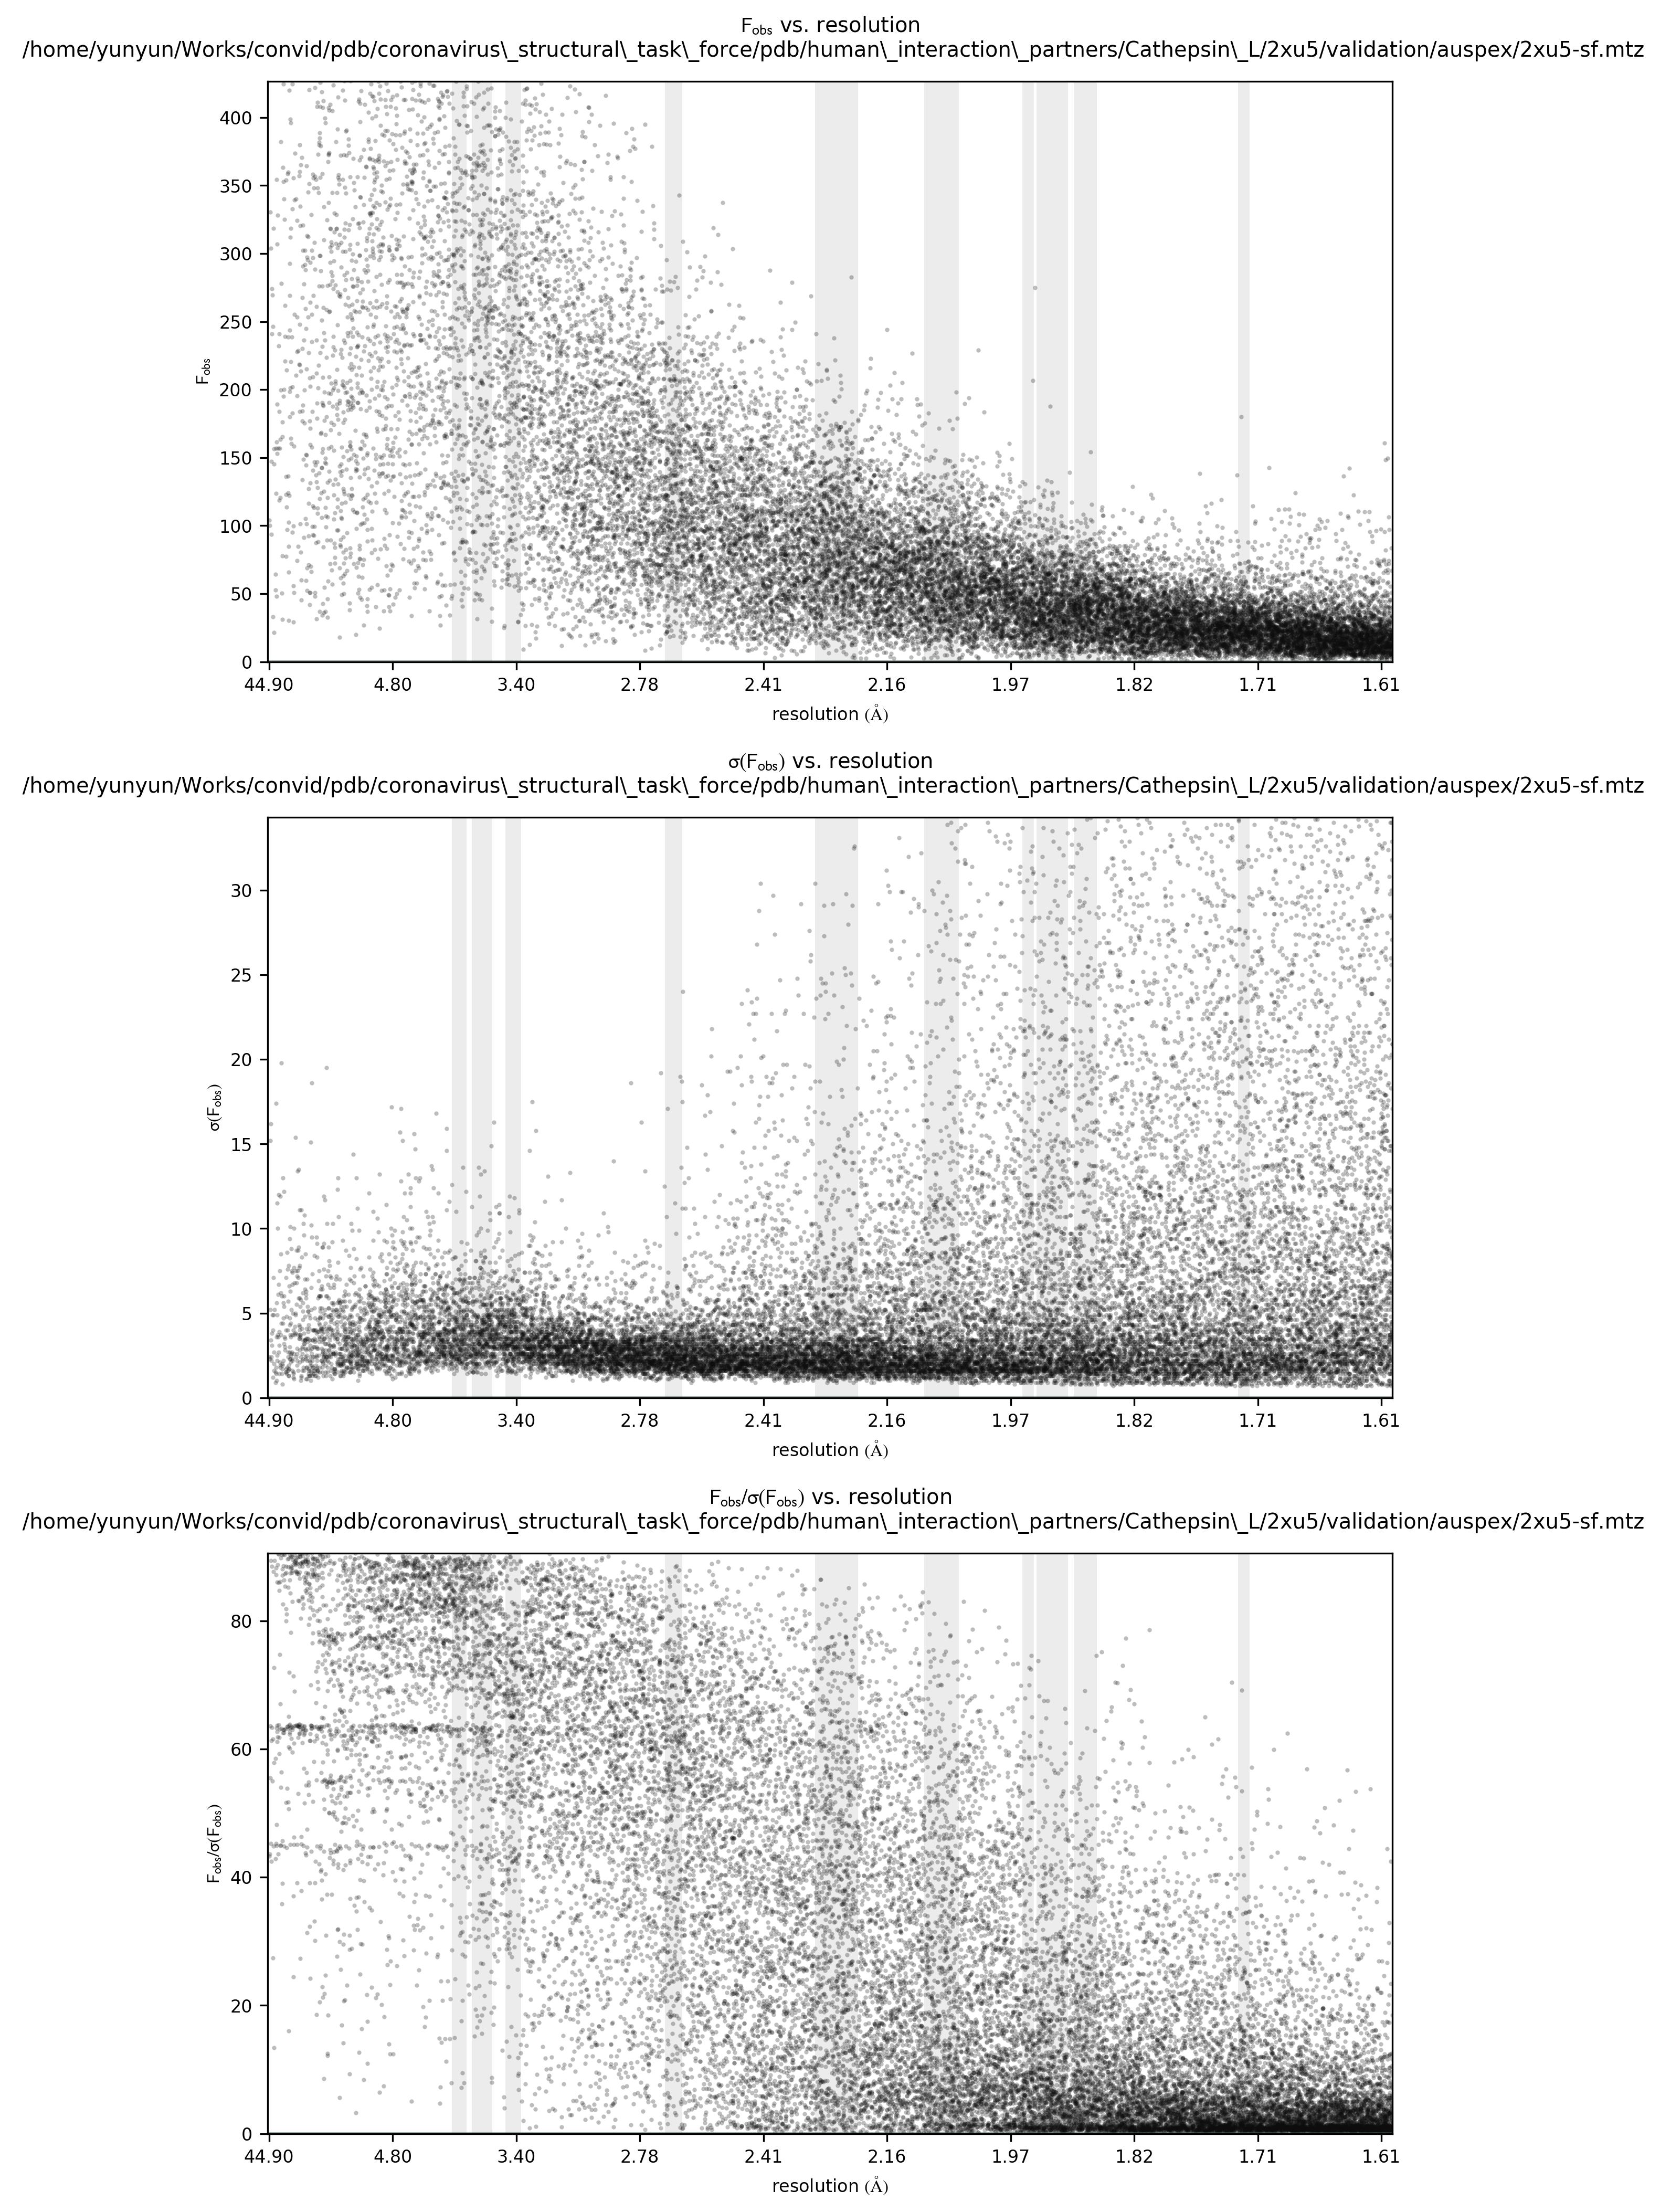 Fobs vs. resolution
/home/yunyun/Works/convid/pdb/coronavirus\_structural\_task\_force/pdb/human\_interaction\_partners/Cathepsin\_L/2xu5/validation/auspex/2xu5-sf.mtz
400
350
300
250
200
150
100
50
0
Fobs
44.90 4.80 3.40 2.78 2.41 2.16 1.97 1.82 1.71 1.61
resolution (Å)
σ(Fobs) vs. resolution
/home/yunyun/Works/convid/pdb/coronavirus\_structural\_task\_force/pdb/human\_interaction\_partners/Cathepsin\_L/2xu5/validation/auspex/2xu5-sf.mtz
30
25
20
15
10
5
0
σ(Fobs)
44.90 4.80 3.40 2.78 2.41 2.16 1.97 1.82 1.71 1.61
resolution (Å)
Fobs/σ(Fobs) vs. resolution
/home/yunyun/Works/convid/pdb/coronavirus\_structural\_task\_force/pdb/human\_interaction\_partners/Cathepsin\_L/2xu5/validation/auspex/2xu5-sf.mtz
80
60
40
20
0
Fobs/σ(Fobs)
44.90 4.80 3.40 2.78 2.41 2.16 1.97 1.82 1.71 1.61
resolution (Å)